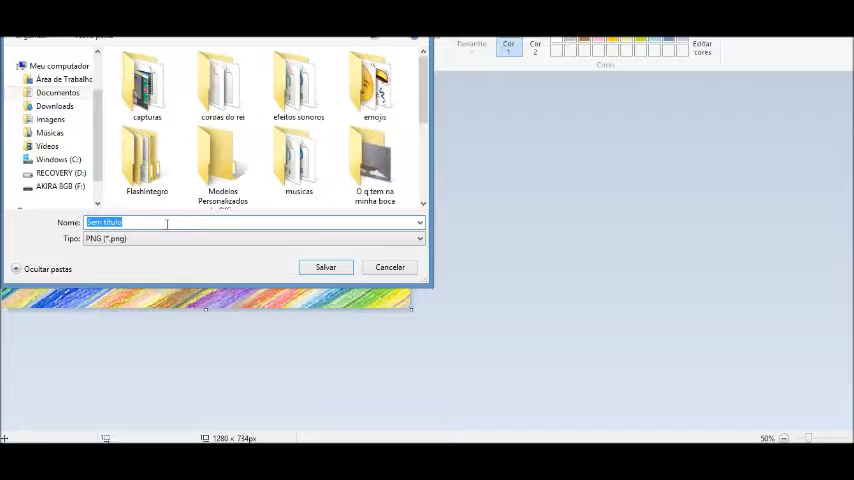 Tamanho
Cor
1
Cor
2
Editar
cores
Cores
Meu computador
Área de Trabalho
Documentos
Downloads
Imagens
Músicas
Vídeos
Windows (C:)
RECOVERY (D:)
AKIRA 8GB (F:)
capturas
coroas do rei
efeitos sonoros
emojis
FlashIntegro
Modelos
Personalizados
musicas
O q tem na
minha boca
Nome: Sem título
Tipo: PNG (*.png)
Ocultar pastas
Salvar
Cancelar
1280 × 734px
50%